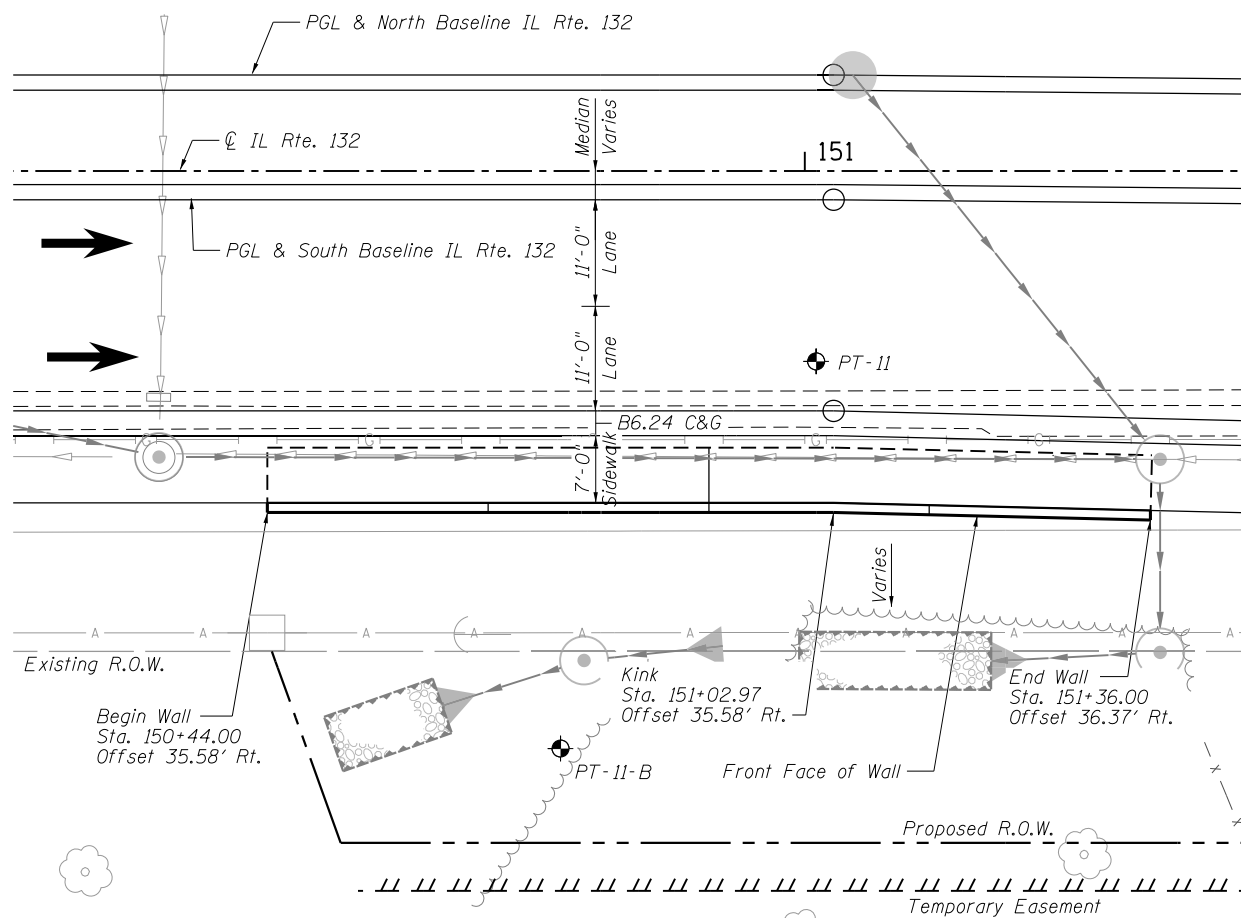 PGL & North Baseline IL Rte. 132
℄ IL Rte. 132
Median
Varies
151
PGL & South Baseline IL Rte. 132
11'-0"
Lane
11'-0"
Lane
PT-11
B6.24 C&G
G
G
G
G
7'-0"
Sidewalk
Varies
A
A
A
A
A
A
A
A
A
A
Existing R.O.W.
Kink
Sta. 151+02.97
Offset 35.58' Rt.
End Wall
Sta. 151+36.00
Offset 36.37' Rt.
Begin Wall
Sta. 150+44.00
Offset 35.58' Rt.
PT-11-B
Front Face of Wall
Proposed R.O.W.
Temporary Easement